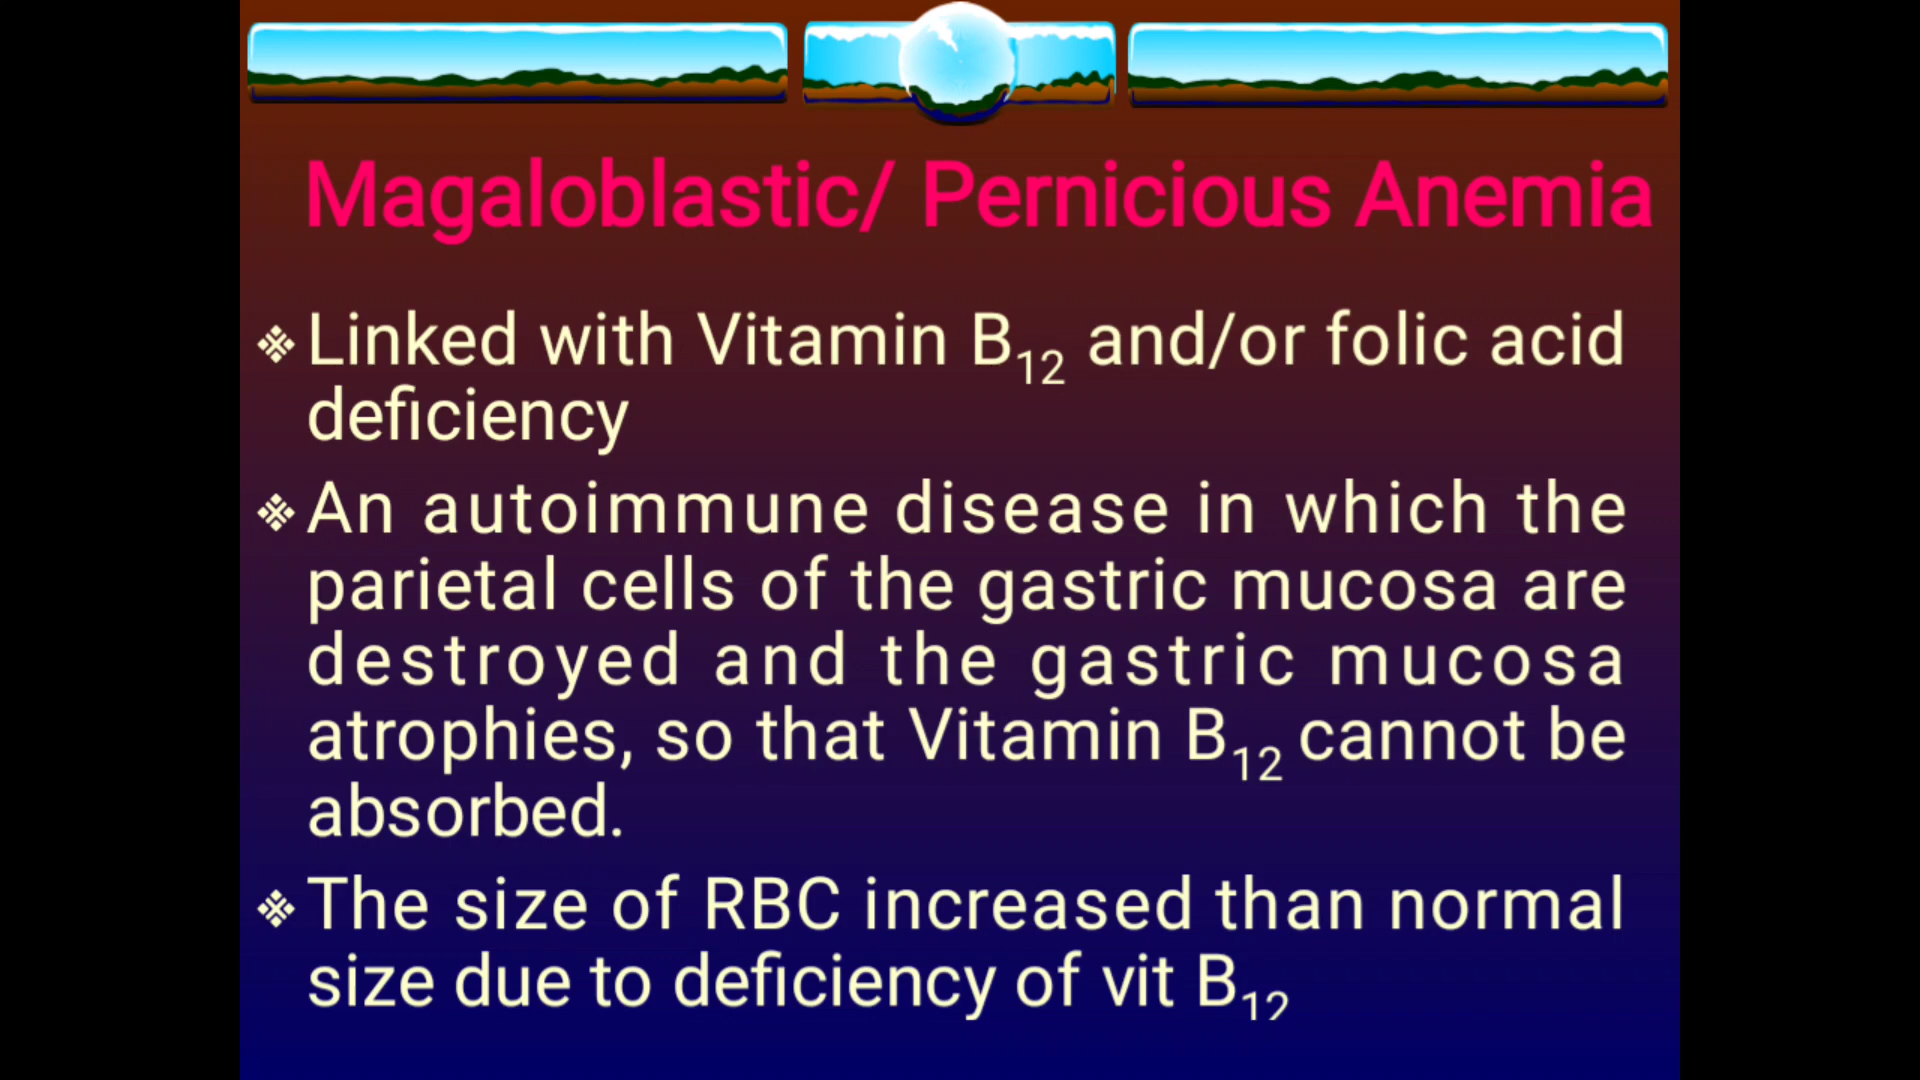 Magaloblastic/ Pernicious Anemia
❖ Linked with Vitamin B₁₂ and/or folic acid
deficiency
❖ An autoimmune disease in which the
parietal cells of the gastric mucosa are
destroyed and the gastric mucosa
atrophies, so that Vitamin B₁₂ cannot be
absorbed.
❖ The size of RBC increased than normal
size due to deficiency of vit B₁₂